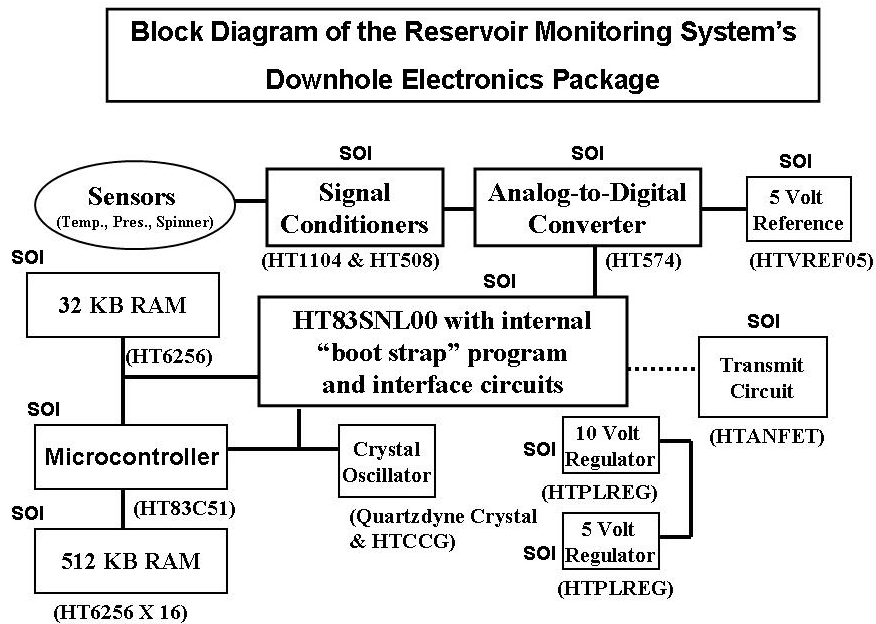 Block Diagram of the Reservoir Monitoring System's
Downhole Electronics Package
SOI
SOI
SOI
Sensors
(Temp., Pres., Spinner)
Signal
Conditioners
Analog-to-Digital
Converter
5 Volt
Reference
(HT1104 & HT508)
(HT574)
(HTVREF05)
SOI
32 KB RAM
(HT6256)
SOI
HT83SNL00 with internal
“boot strap” program
and interface circuits
SOI
Transmit
Circuit
(HTANFET)
SOI
Microcontroller
(HT83C51)
Crystal
Oscillator
(Quartzdyne Crystal
& HTCCG)
SOI
10 Volt
Regulator
(HTPLREG)
SOI
5 Volt
Regulator
(HTPLREG)
SOI
512 KB RAM
(HT6256 X 16)